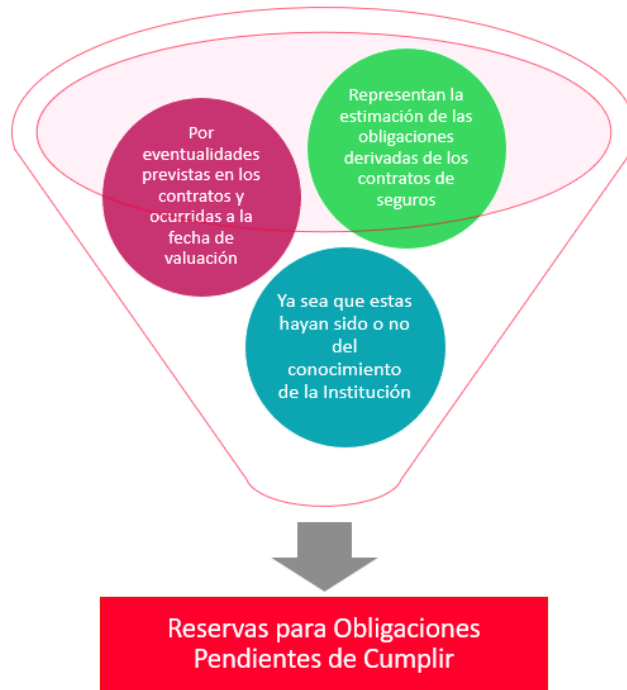 Representan la
estimación de las
obligaciones
derivadas de los
contratos de
seguros
Por
eventualidades
previstas en los
contratos y
ocurridas a la
fecha de
valuación
Ya sea que estas
hayan sido o no
del
conocimiento
de la Institución
Reservas para Obligaciones
Pendientes de Cumplir